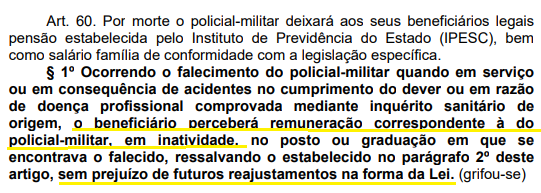 Art. 60. Por morte o policial-militar deixará aos seus beneficiários legais
pensão estabelecida pelo Instituto de Previdência do Estado (IPESC), bem
como salário família de conformidade com a legislação específica.
§ 1º Ocorrendo o falecimento do policial-militar quando em serviço
ou em consequência de acidentes no cumprimento do dever ou em razão
de doença profissional comprovada mediante inquérito sanitário de
origem, o beneficiário perceberá remuneração correspondente à do
policial-militar, em inatividade. no posto ou graduação em que se
encontrava o falecido, ressalvando o estabelecido no parágrafo 2º deste
artigo, sem prejuízo de futuros reajustamentos na forma da Lei. (grifou-se)